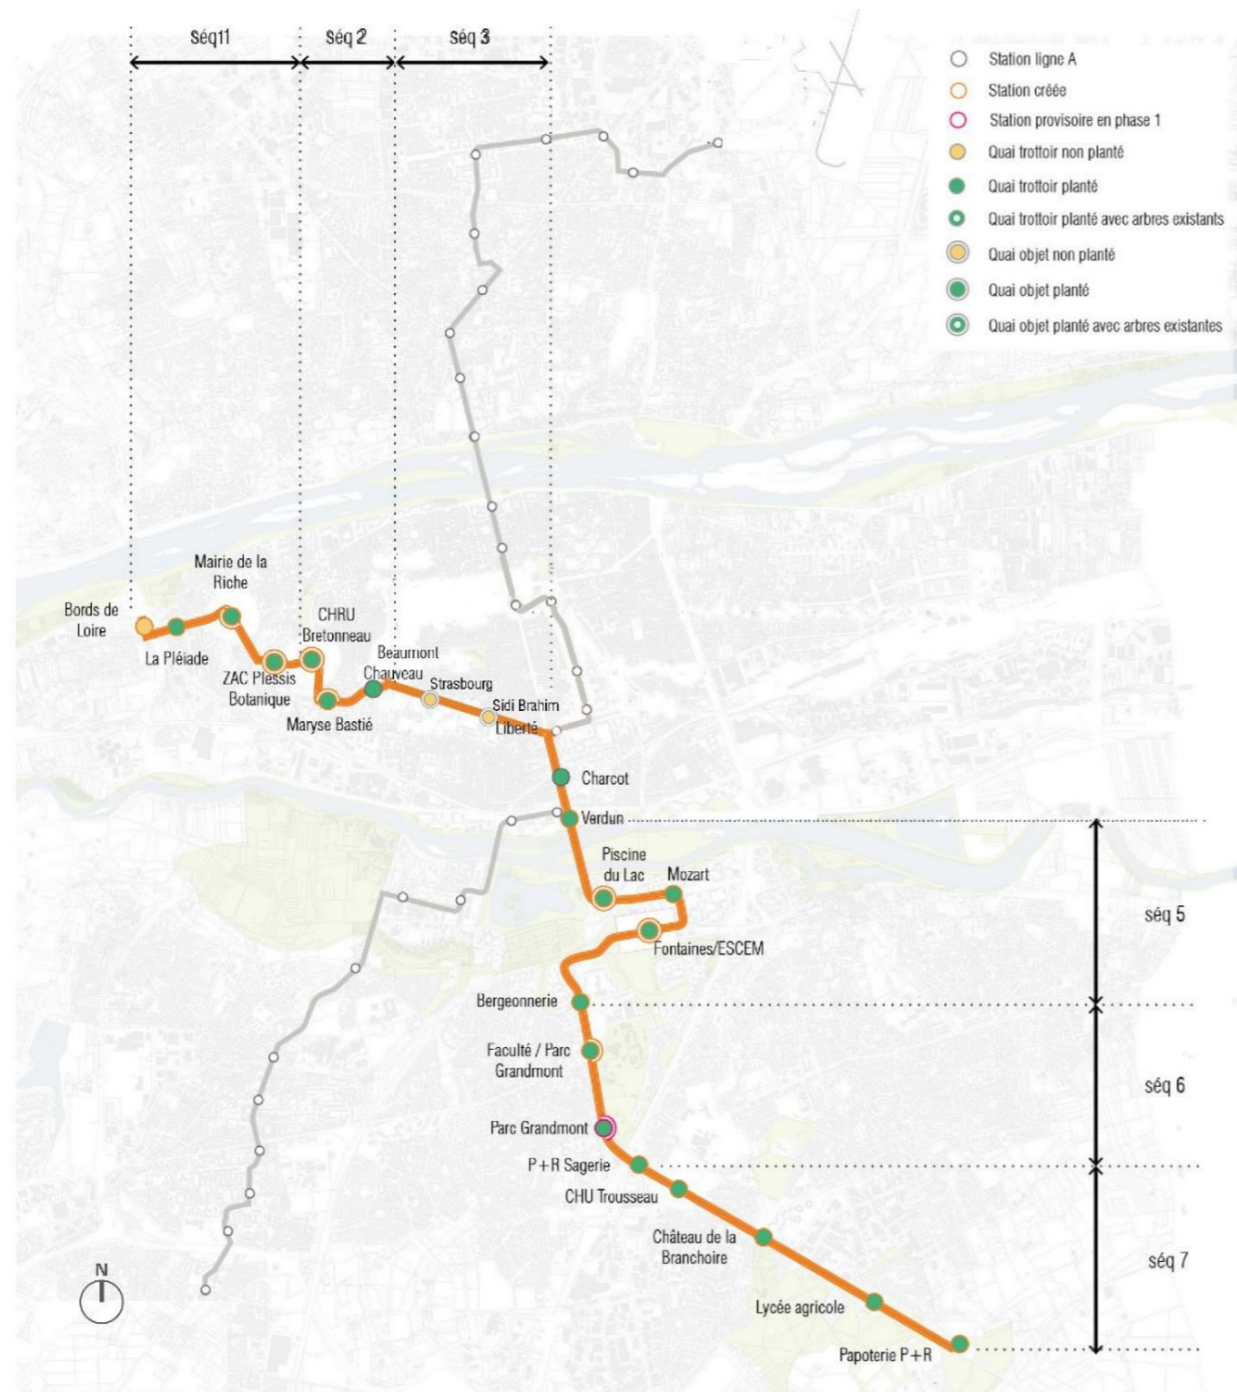 Séq11
Séq 2
Séq 3
Station ligne A
Station créée
Station provisoire en phase 1
Quai trottoir non planté
Quai trottoir planté
Quai trottoir planté avec arbres existants
Quai objet non planté
Quai objet planté
Quai objet planté avec arbres existantes
Mairie de la
Riche
Bords de
Loire
La Pléiade
ZAC Plessis
Botanique
CHRU
Bretonneau
Maryse Bastié
Beaumont
Chauveau
Strasbourg
Sidi Brahim
Liberté
Charcot
Verdun
Piscine
du Lac
Mozart
Fontaines/ESCEM
séq 5
Bergeonnerie
Faculté / Parc
Grandmont
séq 6
Parc Grandmont
P+R Sagerie
CHU Trousseau
Château de la
Branchoire
séq 7
Lycée agricole
Papoterie P+R
N